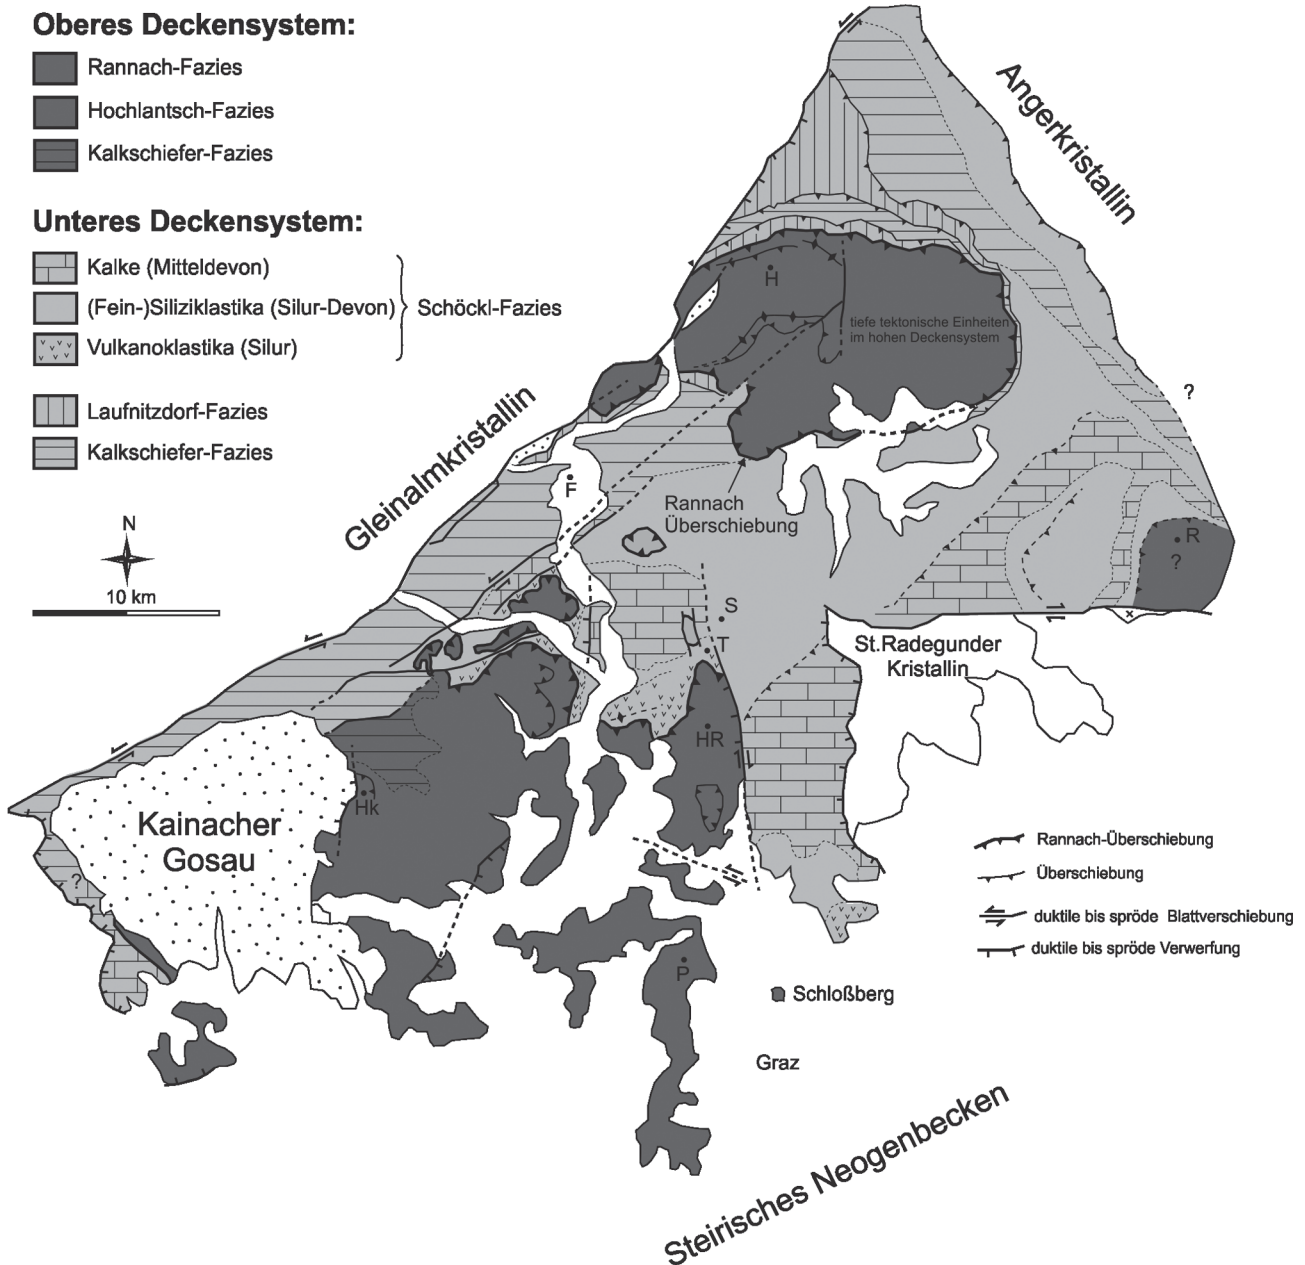 Oberes Deckensystem:
Rannach-Fazies
Hochlantsch-Fazies
Kalkschiefer-Fazies
Unteres Deckensystem:
Kalke (Mitteldevon)
(Fein-)Siliziklastika (Silur-Devon)
Schöckl-Fazies
Vulkanoklastika (Silur)
Laufnitzdorf-Fazies
Kalkschiefer-Fazies
N
10 km
Angerkristallin
Gleinalmkristallin
H
tiefe tektonische Einheiten
im hohen Deckensystem
?
F
Rannach
Überschiebung
R
?
S
T
St.Radegunder
Kristallin
HR
Hk
Kainacher
Gosau
?
P
Schloßberg
Graz
Steirisches Neogenbecken
Rannach-Überschiebung
Überschiebung
duktile bis spröde Blattverschiebung
duktile bis spröde Verwerfung